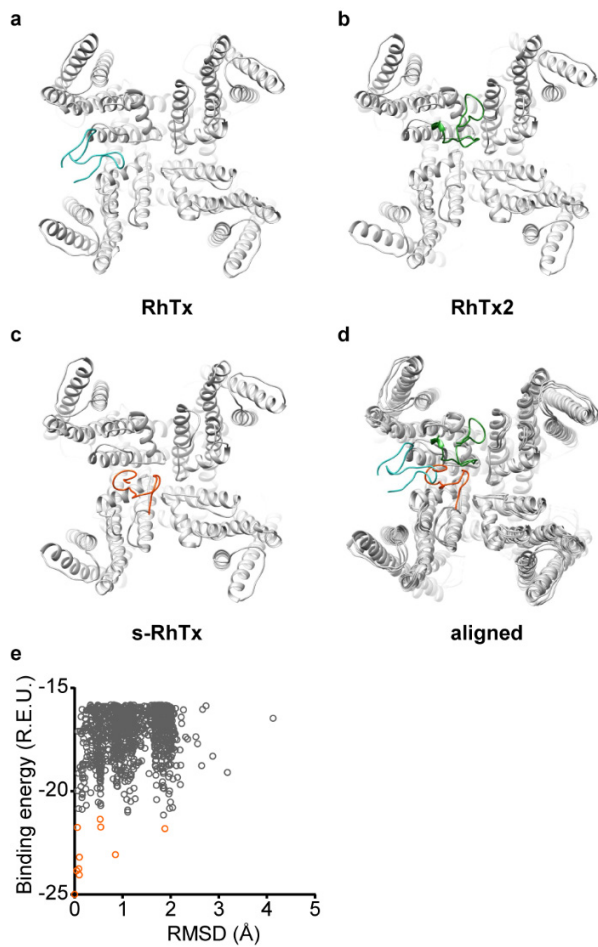 a
b
RhTx
RhTx2
c
d
s-RhTx
aligned
e
-15
-20
-25
Binding energy (R.E.U.)
0
1
2
3
4
5
RMSD (Å)